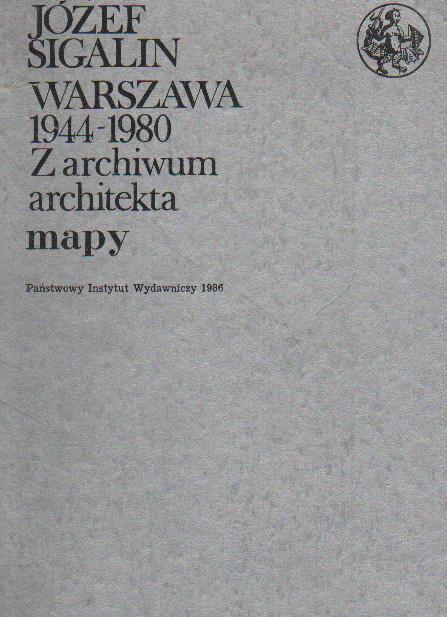 JÓZEF
SIGALIN
WARSZAWA
1944-1980
Z archiwum
architekta
mapy
Państwowy Instytut Wydawniczy 1986